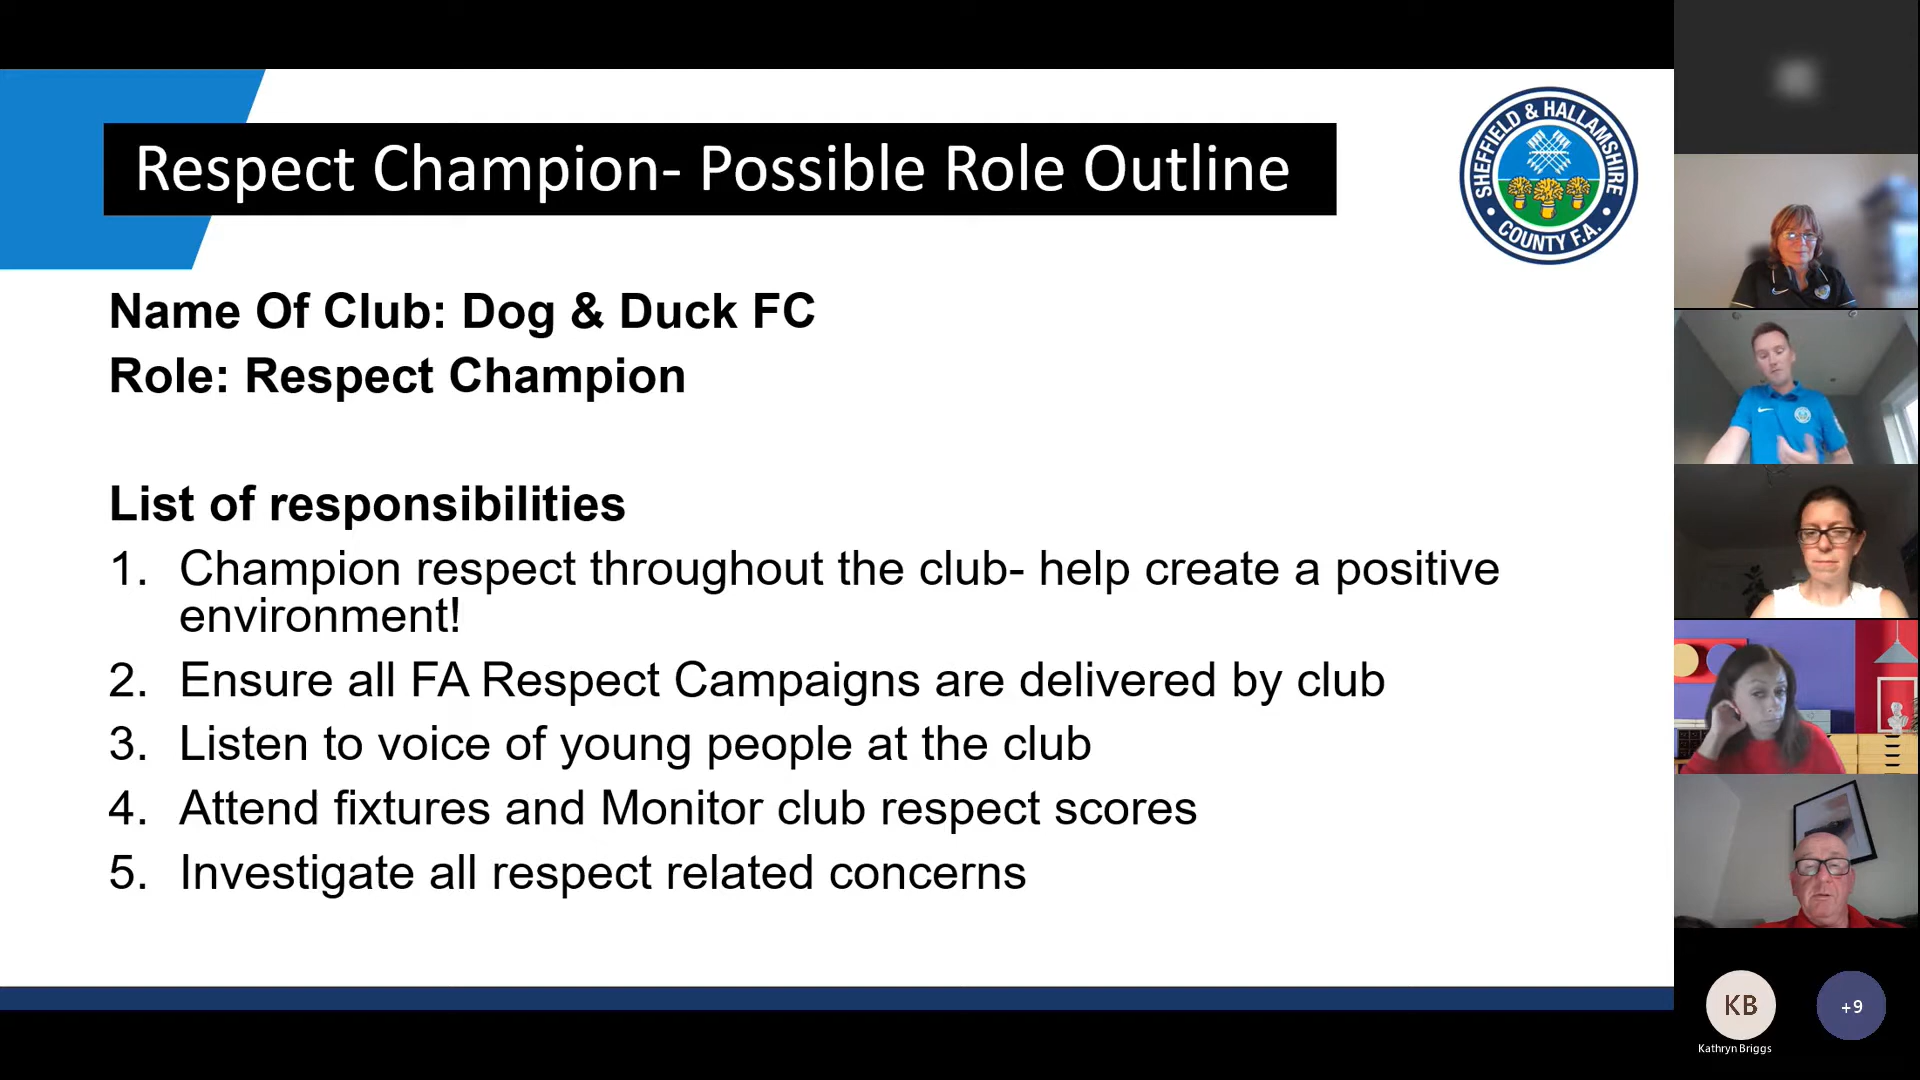 Respect Champion- Possible Role Outline
SHEFFIELD & HALLAMSHIRE
COUNTY F.A.
Name Of Club: Dog & Duck FC
Role: Respect Champion
List of responsibilities
1. Champion respect throughout the club- help create a positive
environment!
2. Ensure all FA Respect Campaigns are delivered by club
3. Listen to voice of young people at the club
4. Attend fixtures and Monitor club respect scores
5. Investigate all respect related concerns
KB
+9
Kathryn Briggs